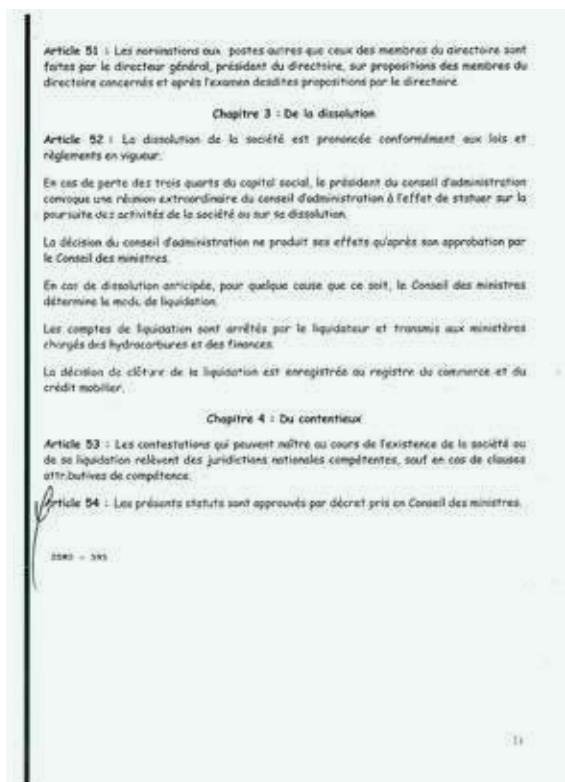 Article 51 : Les nominations aux postes autres que ceux des membres du directoire sont
faites par le directeur général, président du directoire, sur propositions des membres du
directoire concernés et après l'examen desdites propositions par le directoire.
Chapitre 3 : De la dissolution
Article 52 : La dissolution de la société est prononcée conformément aux lois et
règlements en vigueur.
En cas de perte des trois quarts du capital social, le président du conseil d'administration
convoque une réunion extraordinaire du conseil d'administration à l'effet de statuer sur la
poursuite des activités de la société ou sur sa dissolution.
La décision du conseil d'administration ne produit ses effets qu'après son approbation par
le Conseil des ministres.
En cas de dissolution anticipée, pour quelque cause que ce soit, le Conseil des ministres
détermine le mode de liquidation.
Les comptes de liquidation sont arrêtés par le liquidateur et transmis aux ministères
chargés des hydrocarbures et des finances.
La décision de clôture de la liquidation est enregistrée au registre du commerce et du
crédit mobilier.
Chapitre 4 : Du contentieux
Article 53 : Les contestations qui peuvent naître au cours de l'existence de la société ou
de sa liquidation relèvent des juridictions nationales compétentes, sauf en cas de clauses
attributives de compétence.
Article 54 : Les présents statuts sont approuvés par décret pris en Conseil des ministres.